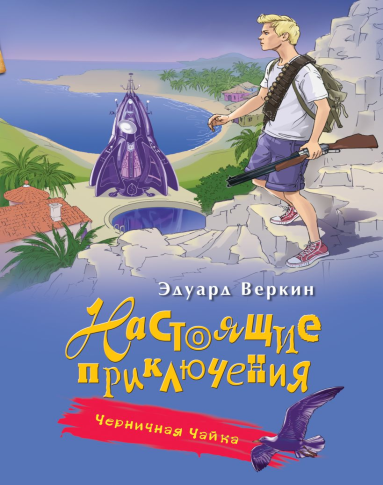 Эдуард Веркин
Настоящие
приключения
Черничная Чайка